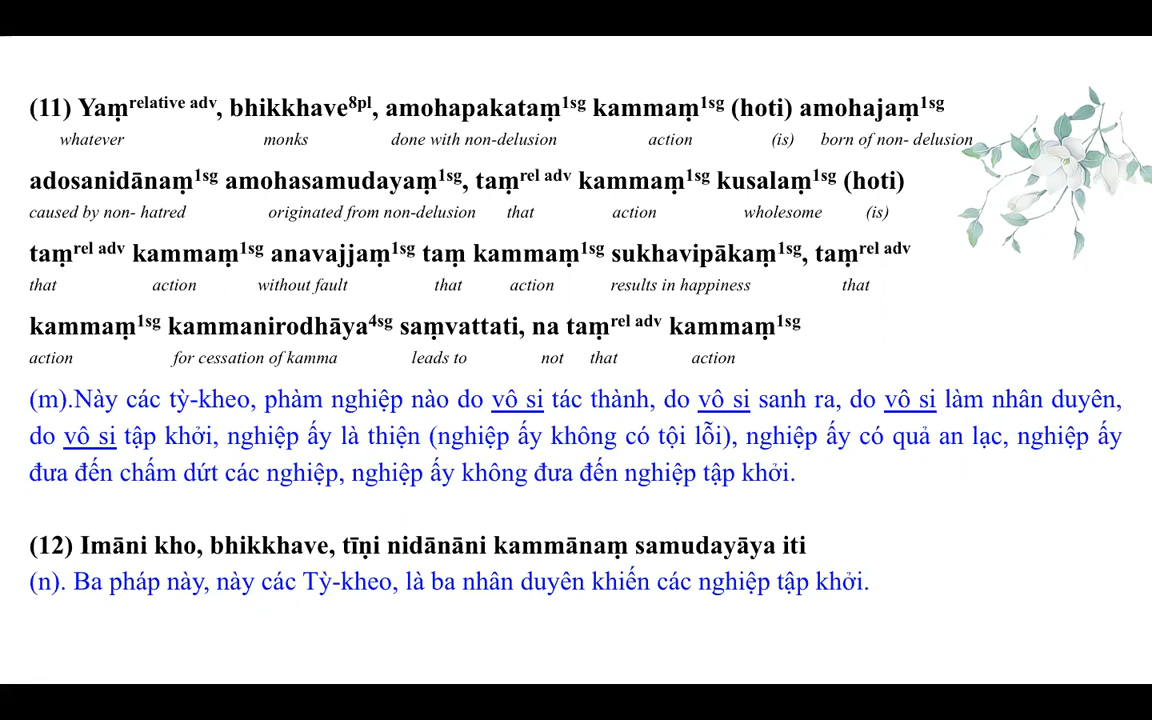 (11) Yaṃrelative adv, bhikkhave8pl, amohapakataṃ1sg kammaṃ1sg (hoti) amohajaṃ1sg
whatever monks done with non-delusion action (is) born of non- delusion
adosanidānaṃ1sg amohasamudayaṃ1sg, taṃrel adv kammaṃ1sg kusalaṃ1sg (hoti)
caused by non- hatred originated from non-delusion that action wholesome (is)
taṃrel adv kammaṃ1sg anavajjaṃ1sg taṃ kammaṃ1sg sukhavipākaṃ1sg, taṃrel adv
that action without fault that action results in happiness that
kammaṃ1sg kammanirodhāya4sg saṃvattati, na taṃrel adv kammaṃ1sg
action for cessation of kamma leads to not that action
(m).Này các tỳ-kheo, phàm nghiệp nào do vô si tác thành, do vô si sanh ra, do vô si làm nhân duyên,
do vô si tập khởi, nghiệp ấy là thiện (nghiệp ấy không có tội lỗi), nghiệp ấy có quả an lạc, nghiệp ấy
đưa đến chấm dứt các nghiệp, nghiệp ấy không đưa đến nghiệp tập khởi.
(12) Imāni kho, bhikkhave, tīṇi nidānāni kammānaṃ samudayāya iti
(n). Ba pháp này, này các Tỳ-kheo, là ba nhân duyên khiến các nghiệp tập khởi.